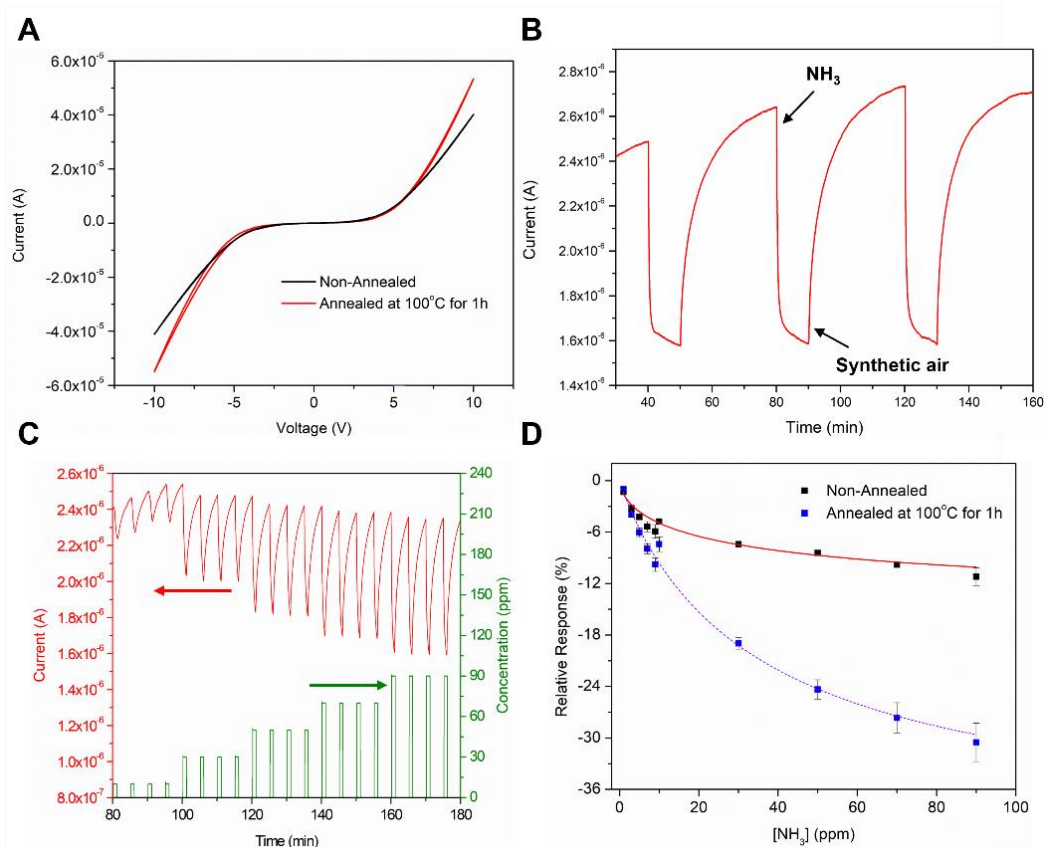 A
6.0x10⁻⁵
4.0x10⁻⁵
2.0x10⁻⁵
0.0
-2.0x10⁻⁵
-4.0x10⁻⁵
-6.0x10⁻⁵
Current (A)
Non-Annealed
Annealed at 100°C for 1h
-10 -5 0 5 10
Voltage (V)
B
2.8x10⁻⁶
2.6x10⁻⁶
2.4x10⁻⁶
2.2x10⁻⁶
2.0x10⁻⁶
1.8x10⁻⁶
1.6x10⁻⁶
1.4x10⁻⁶
Current (A)
NH₃
Synthetic air
40 60 80 100 120 140 160
Time (min)
C
2.6x10⁻⁶
2.4x10⁻⁶
2.2x10⁻⁶
2.0x10⁻⁶
1.8x10⁻⁶
1.6x10⁻⁶
1.4x10⁻⁶
1.2x10⁻⁶
1.0x10⁻⁶
8.0x10⁻⁷
Current (A)
240
210
180
150
120
90
60
30
0
Concentration (ppm)
80 100 120 140 160 180
Time (min)
D
0
-6
-12
-18
-24
-30
-36
Relative Response (%)
Non-Annealed
Annealed at 100°C for 1h
0 20 40 60 80 100
[NH₃] (ppm)